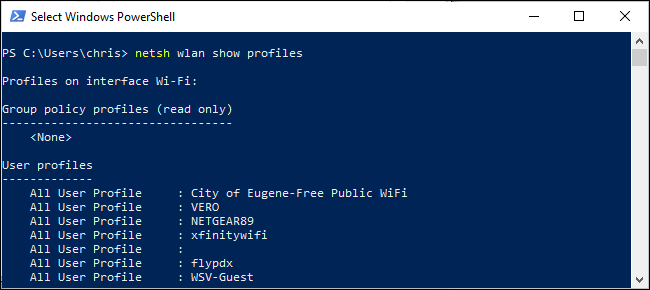 Select Windows PowerShell
PS C:\Users\chris> netsh wlan show profiles
Profiles on interface Wi-Fi:
Group policy profiles (read only)
---------------------------------
<None>
User profiles
-------------
All User Profile     : City of Eugene-Free Public WiFi
All User Profile     : VERO
All User Profile     : NETGEAR89
All User Profile     : xfinitywifi
All User Profile     :
All User Profile     : flypdx
All User Profile     : WSV-Guest